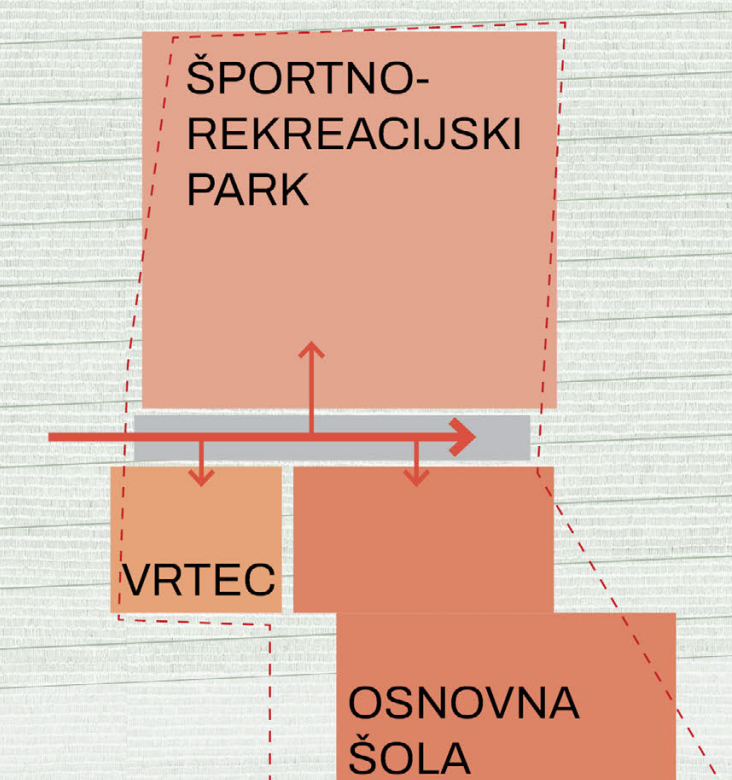 ŠPORTNO-
REKREACIJSKI
PARK
VRTEC
OSNOVNA
ŠOLA